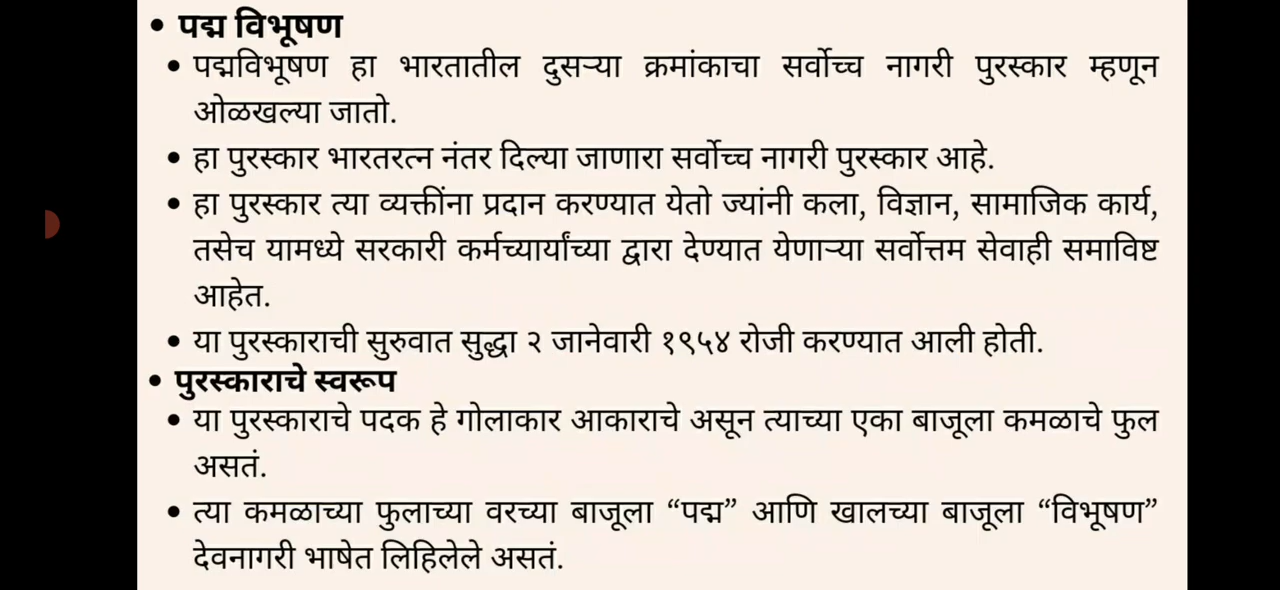 • पद्म विभूषण
• पद्मविभूषण हा भारतातील दुसऱ्या क्रमांकाचा सर्वोच्च नागरी पुरस्कार म्हणून
ओळखल्या जातो.
• हा पुरस्कार भारतरत्न नंतर दिल्या जाणारा सर्वोच्च नागरी पुरस्कार आहे.
• हा पुरस्कार त्या व्यक्तींना प्रदान करण्यात येतो ज्यांनी कला, विज्ञान, सामाजिक कार्य,
तसेच यामध्ये सरकारी कर्मच्यार्यांच्या द्वारा देण्यात येणाऱ्या सर्वोत्तम सेवाही समाविष्ट
आहेत.
• या पुरस्काराची सुरुवात सुद्धा २ जानेवारी १९५४ रोजी करण्यात आली होती.
• पुरस्काराचे स्वरूप
• या पुरस्काराचे पदक हे गोलाकार आकाराचे असून त्याच्या एका बाजूला कमळाचे फुल
असतं.
• त्या कमळाच्या फुलाच्या वरच्या बाजूला “पद्म” आणि खालच्या बाजूला “विभूषण”
देवनागरी भाषेत लिहिलेले असतं.